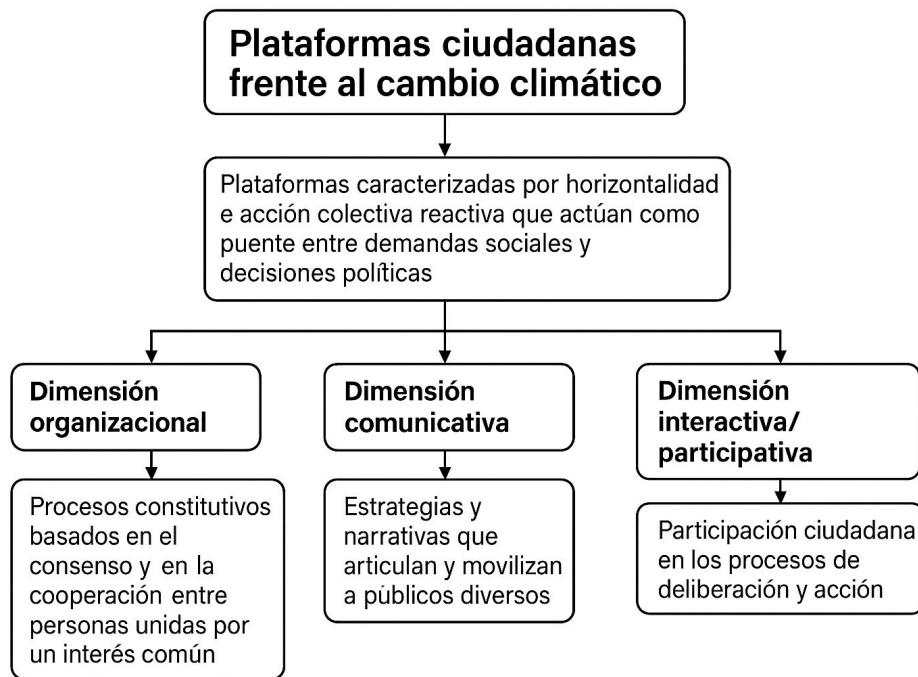 Plataformas ciudadanas
frente al cambio climático
Plataformas caracterizadas por horizontalidad
e acción colectiva reactiva que actúan como
puente entre demandas sociales y
decisiones políticas
Dimensión
organizacional
Procesos constitutivos
basados en el
consenso y en la
cooperación entre
personas unidas por
un interés común
Dimensión
comunicativa
Estrategias y
narrativas que
articulan y movilizan
a públicos diversos
Dimensión
interactiva/
participativa
Participación ciudadana
en los procesos de
deliberación y acción